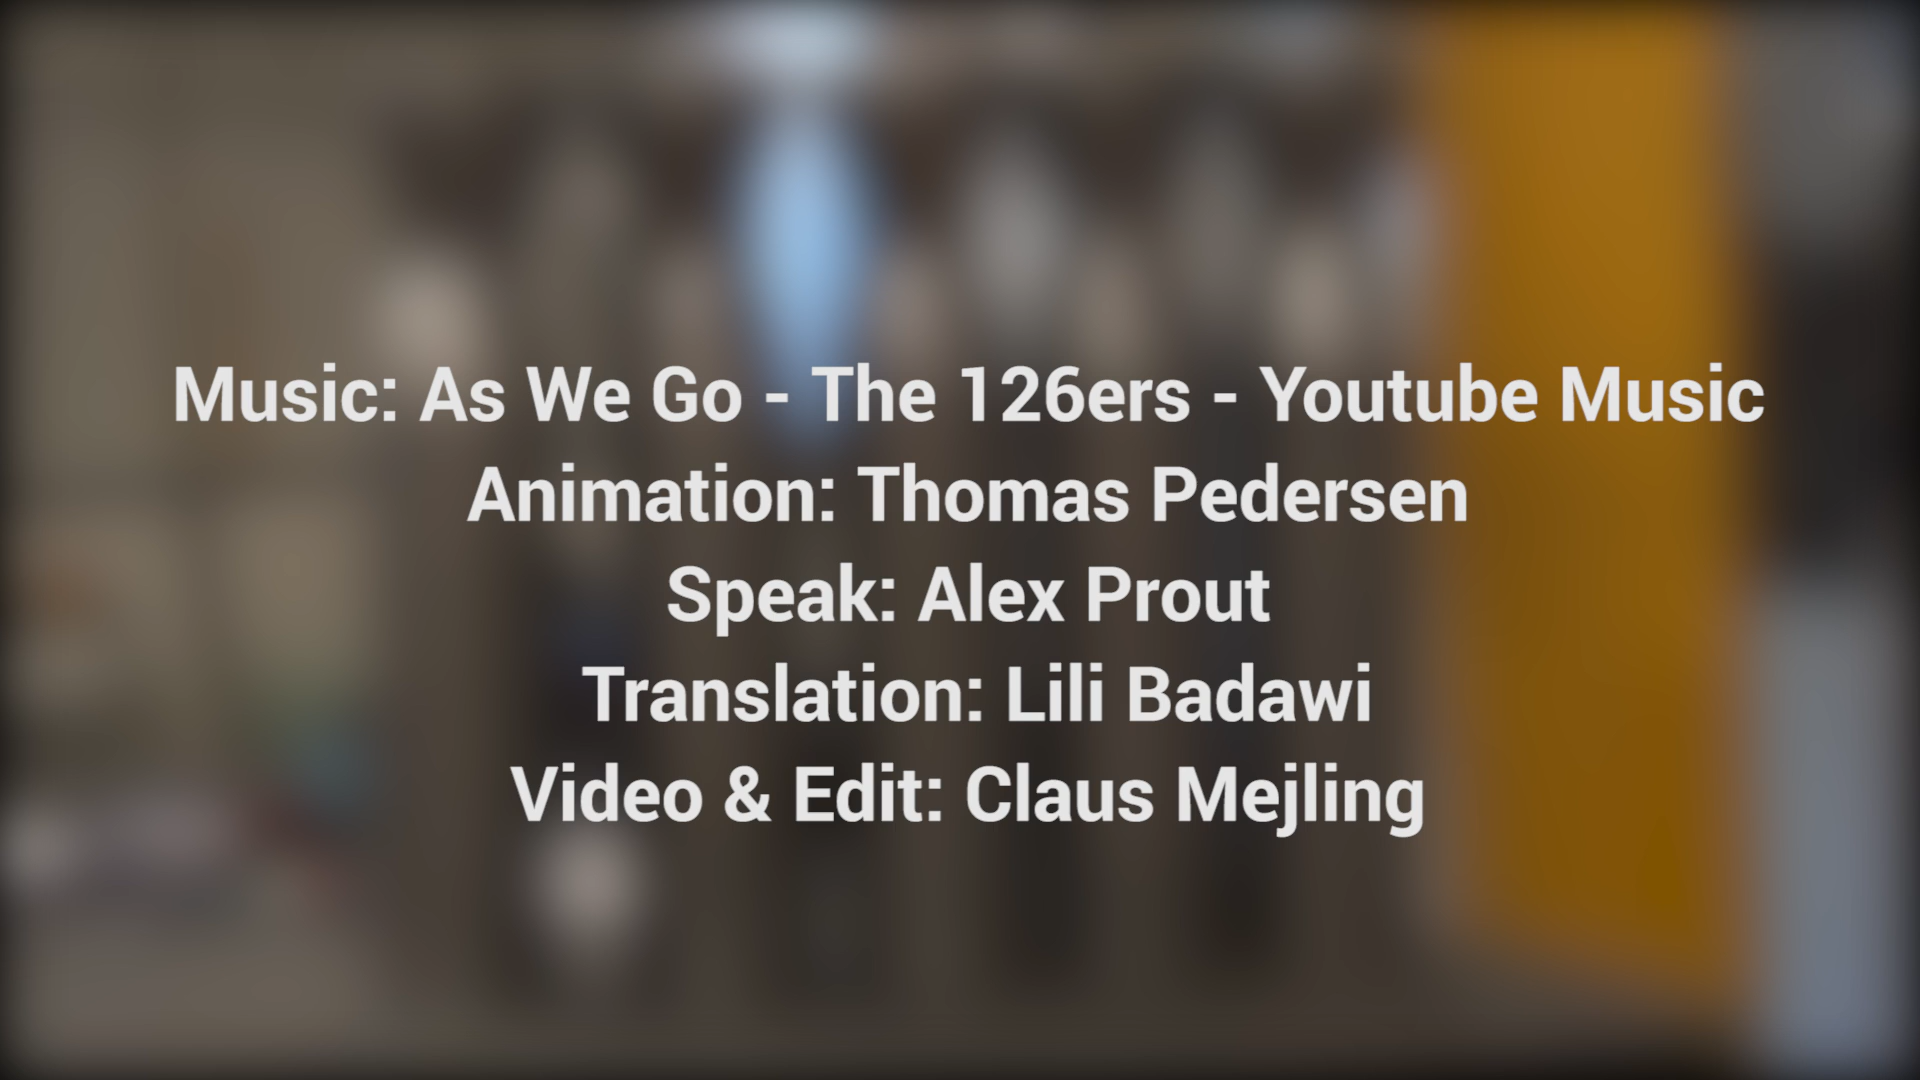 Music: As We Go - The 126ers - Youtube Music
Animation: Thomas Pedersen
Speak: Alex Prout
Translation: Lili Badawi
Video & Edit: Claus Mejling